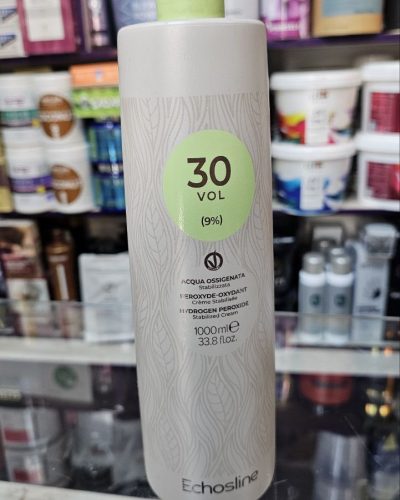 30
VOL
(9%)
ACQUA OSSIGENATA
Stabilizzata
PEROXYDE-OXYDANT
Crème Stabilisée
HYDROGEN PEROXIDE
Stabilized Cream
1000ml℮
33.8 fl.oz.
Echosline